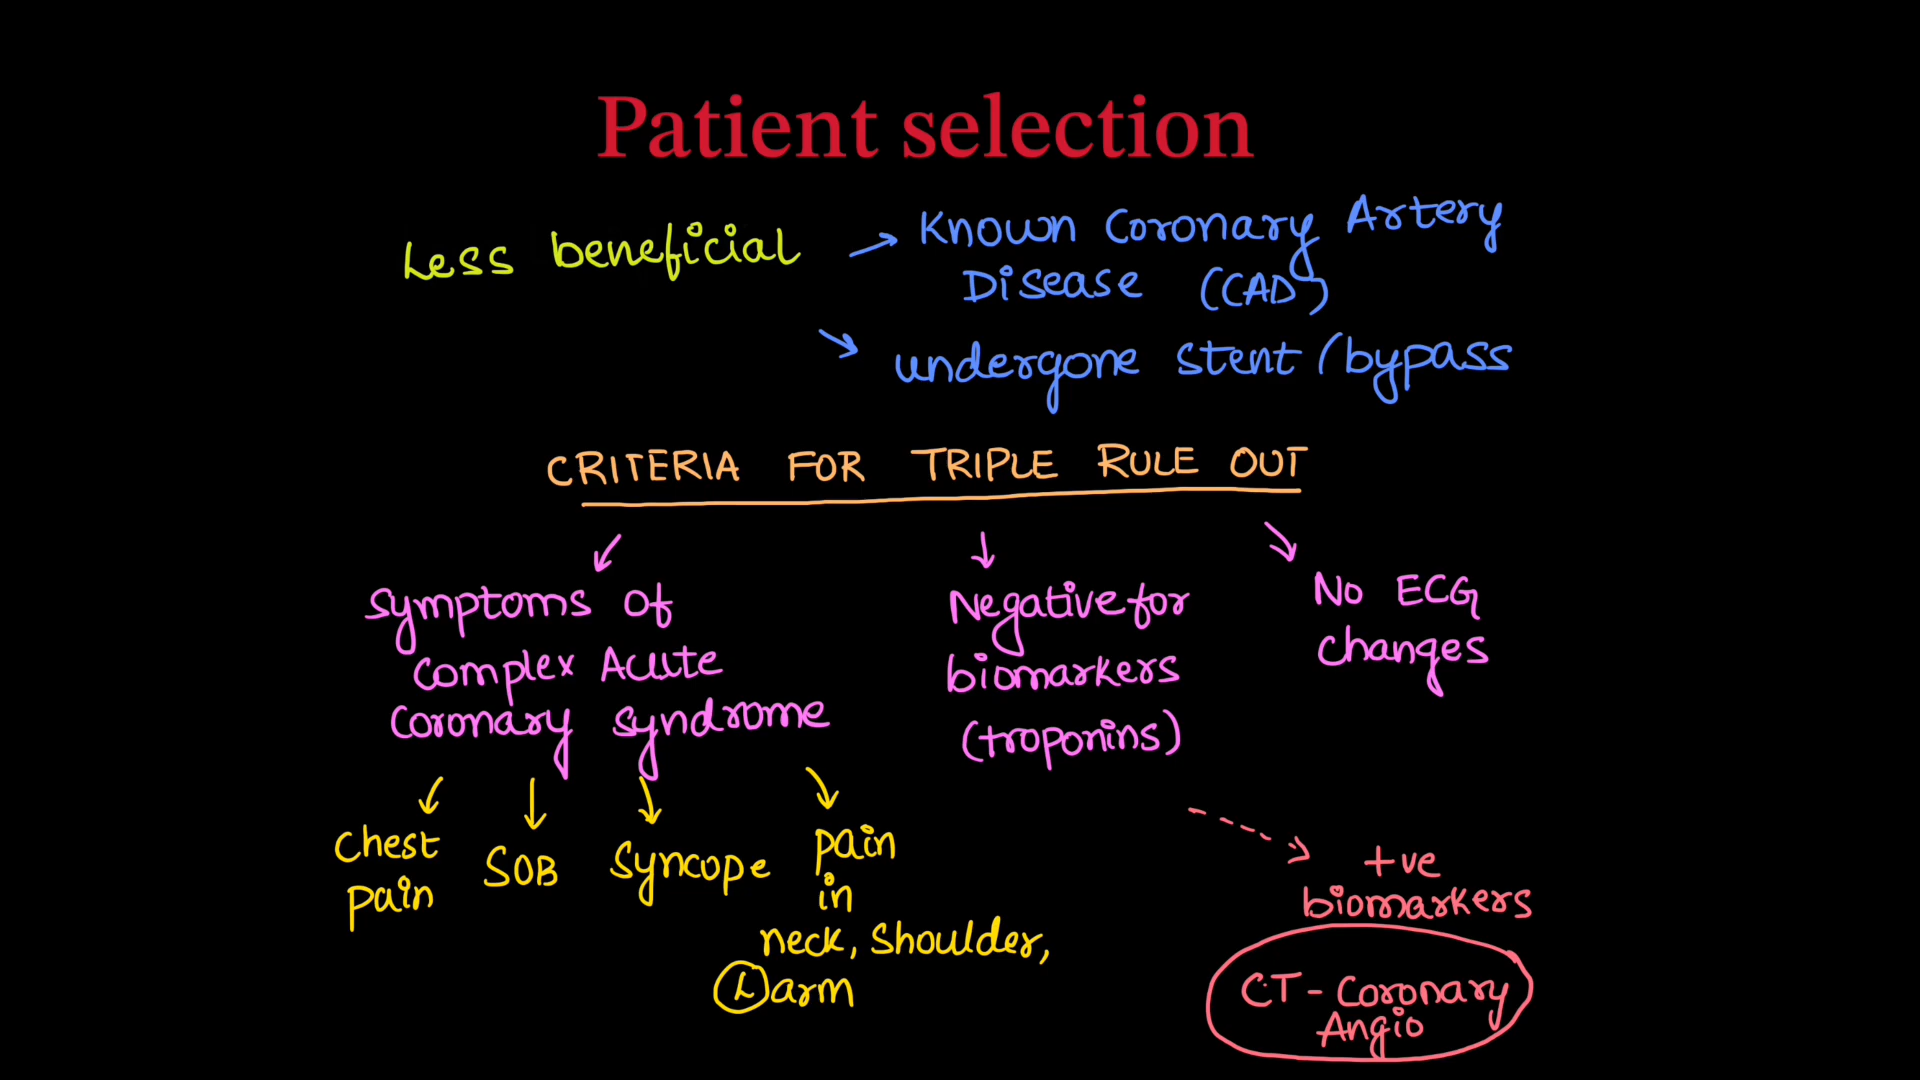 Patient selection
Less beneficial → Known Coronary Artery
Disease (CAD)
↘ undergone stent / bypass
CRITERIA FOR TRIPLE RULE OUT
Symptoms of
complex Acute
Coronary syndrome
Negative for
biomarkers
(troponins)
No ECG
changes
Chest
pain
SOB
Syncope
pain
in
neck, Shoulder,
(L) arm
+ve
biomarkers
CT - Coronary
Angio